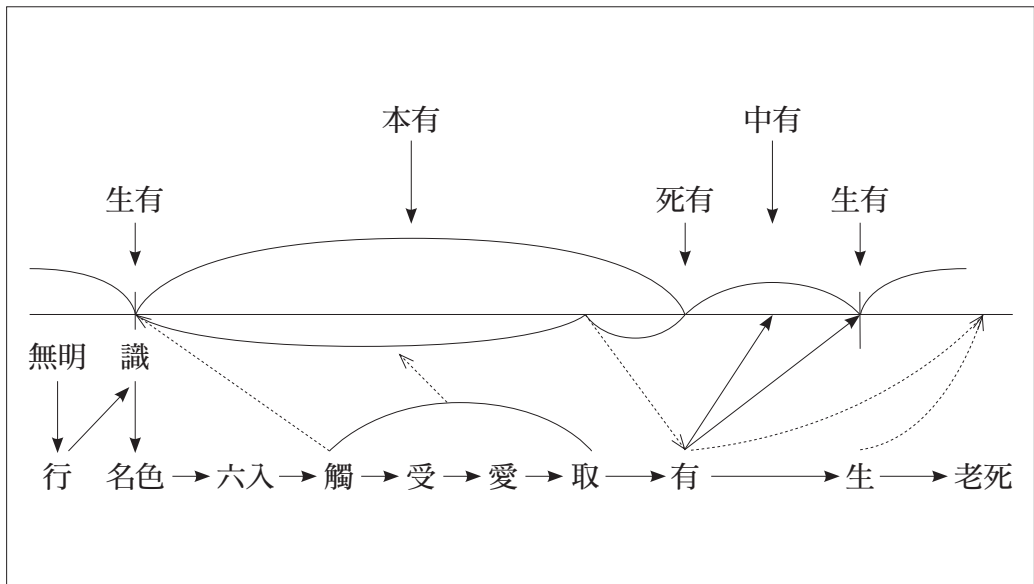 本有 中有
生有 死有 生有
無明 識
行 名色 六入 觸 受 愛 取 有 生 老死